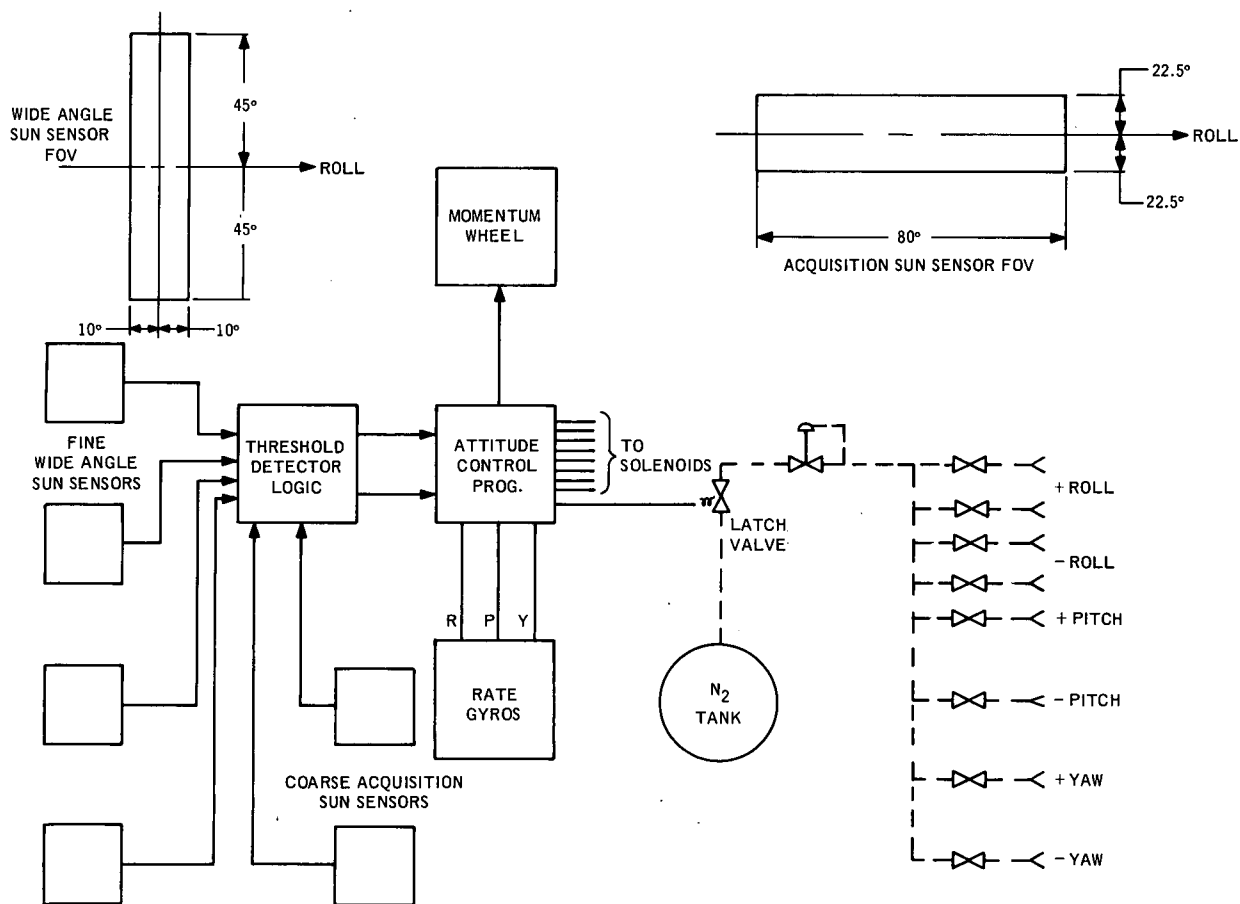 WIDE ANGLE
SUN SENSOR
FOV
45°
45°
ROLL
10°
10°
22.5°
ROLL
22.5°
80°
ACQUISITION SUN SENSOR FOV
MOMENTUM
WHEEL
FINE
WIDE ANGLE
SUN SENSORS
THRESHOLD
DETECTOR
LOGIC
ATTITUDE
CONTROL
PROG.
TO
SOLENOIDS
LATCH
VALVE
R P Y
RATE
GYROS
COARSE ACQUISITION
SUN SENSORS
N2
TANK
+ ROLL
- ROLL
+ PITCH
- PITCH
+ YAW
- YAW